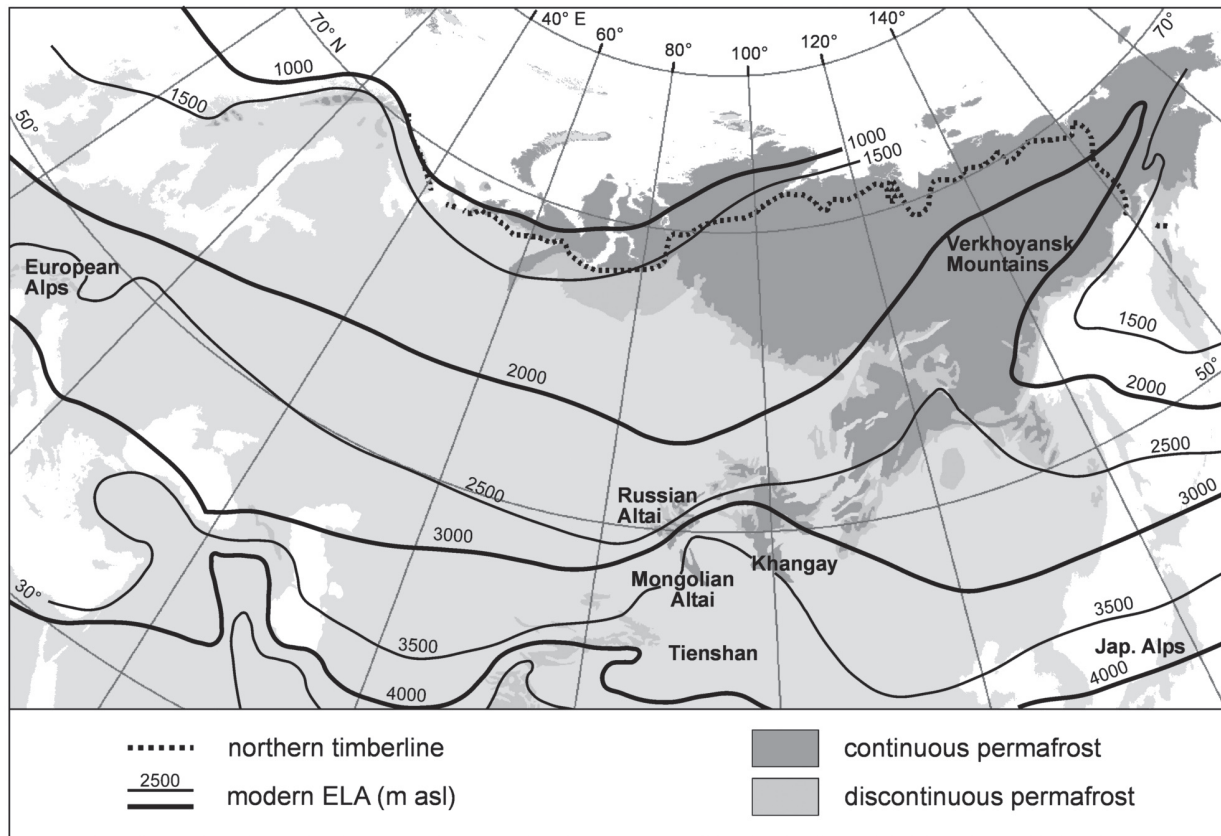 70° N
40° E
60°
80°
100°
120°
140°
70°
1000
1500
50°
1000
1500
European
Alps
Verkhoyansk
Mountains
1500
50°
2000
2000
2500
2500
Russian
Altai
3000
3000
Khangay
Mongolian
Altai
30°
3500
3500
Tienshan
Jap. Alps
4000
4000
northern timberline
continuous permafrost
2500
modern ELA (m asl)
discontinuous permafrost